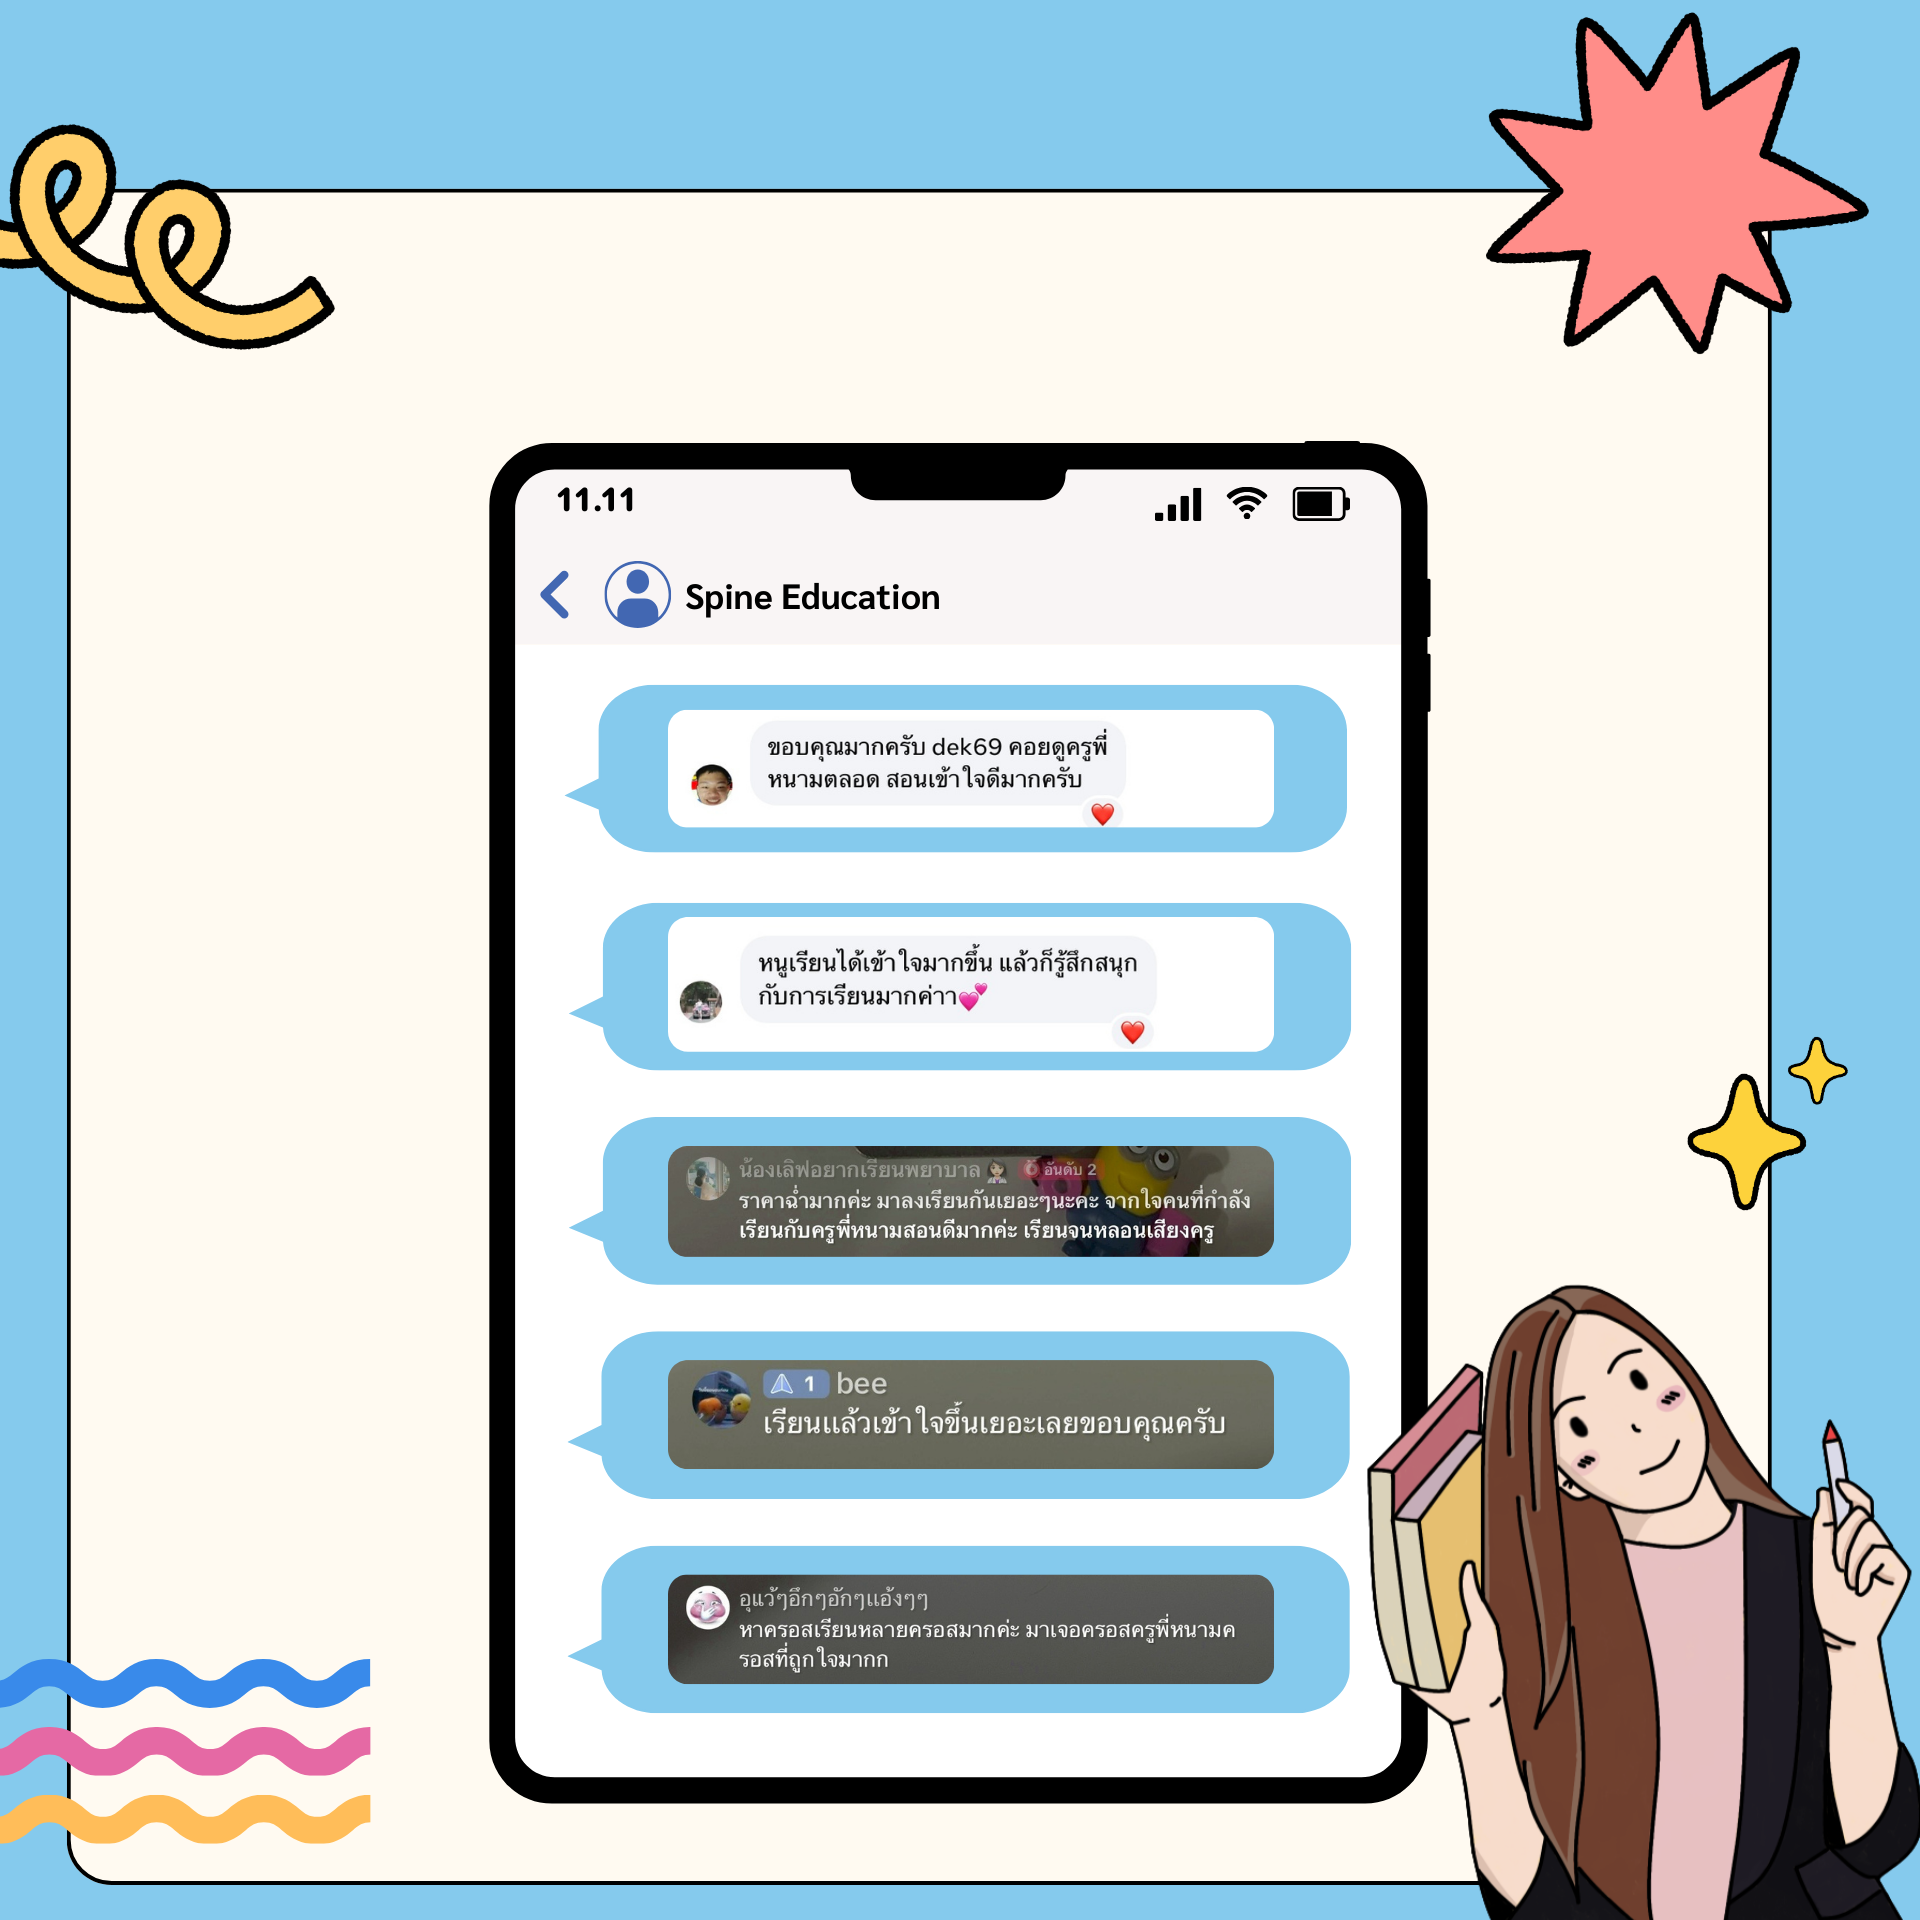 11.11
Spine Education
ขอบคุณมากครับ dek69 คอยดูครูพี่
หนามตลอด สอนเข้าใจดีมากครับ
หนูเรียนได้เข้าใจมากขึ้น แล้วก็รู้สึกสนุก
กับการเรียนมากค่าา💕
น้องเลิฟอยากเรียนพยาบาล👩🏻‍⚕️ อันดับ 2
ราคาฉ่ำมากค่ะ มาลงเรียนกันเยอะๆนะคะ จากใจคนที่กำลัง
เรียนกับครูพี่หนามสอนดีมากค่ะ เรียนจนหลอนเสียงครู
1 bee
เรียนแล้วเข้าใจขึ้นเยอะเลยขอบคุณครับ
อุแว้ๆอึกๆอักๆแอ้งๆๆ
หาครอสเรียนหลายครอสมากค่ะ มาเจอครอสครูพี่หนามค
รอสที่ถูกใจมากก